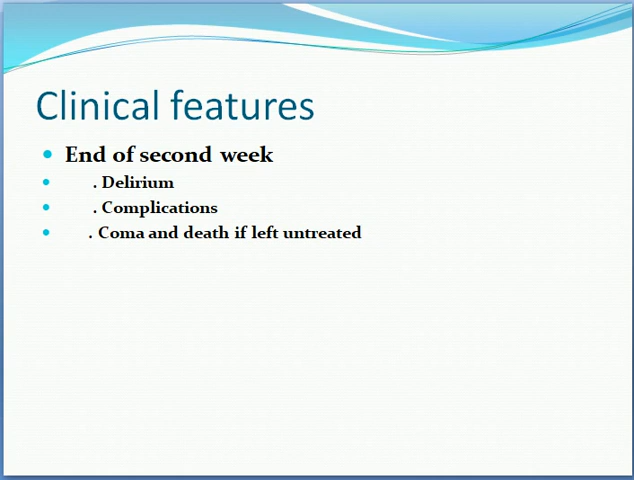 Clinical features
• End of second week
• . Delirium
• . Complications
• . Coma and death if left untreated